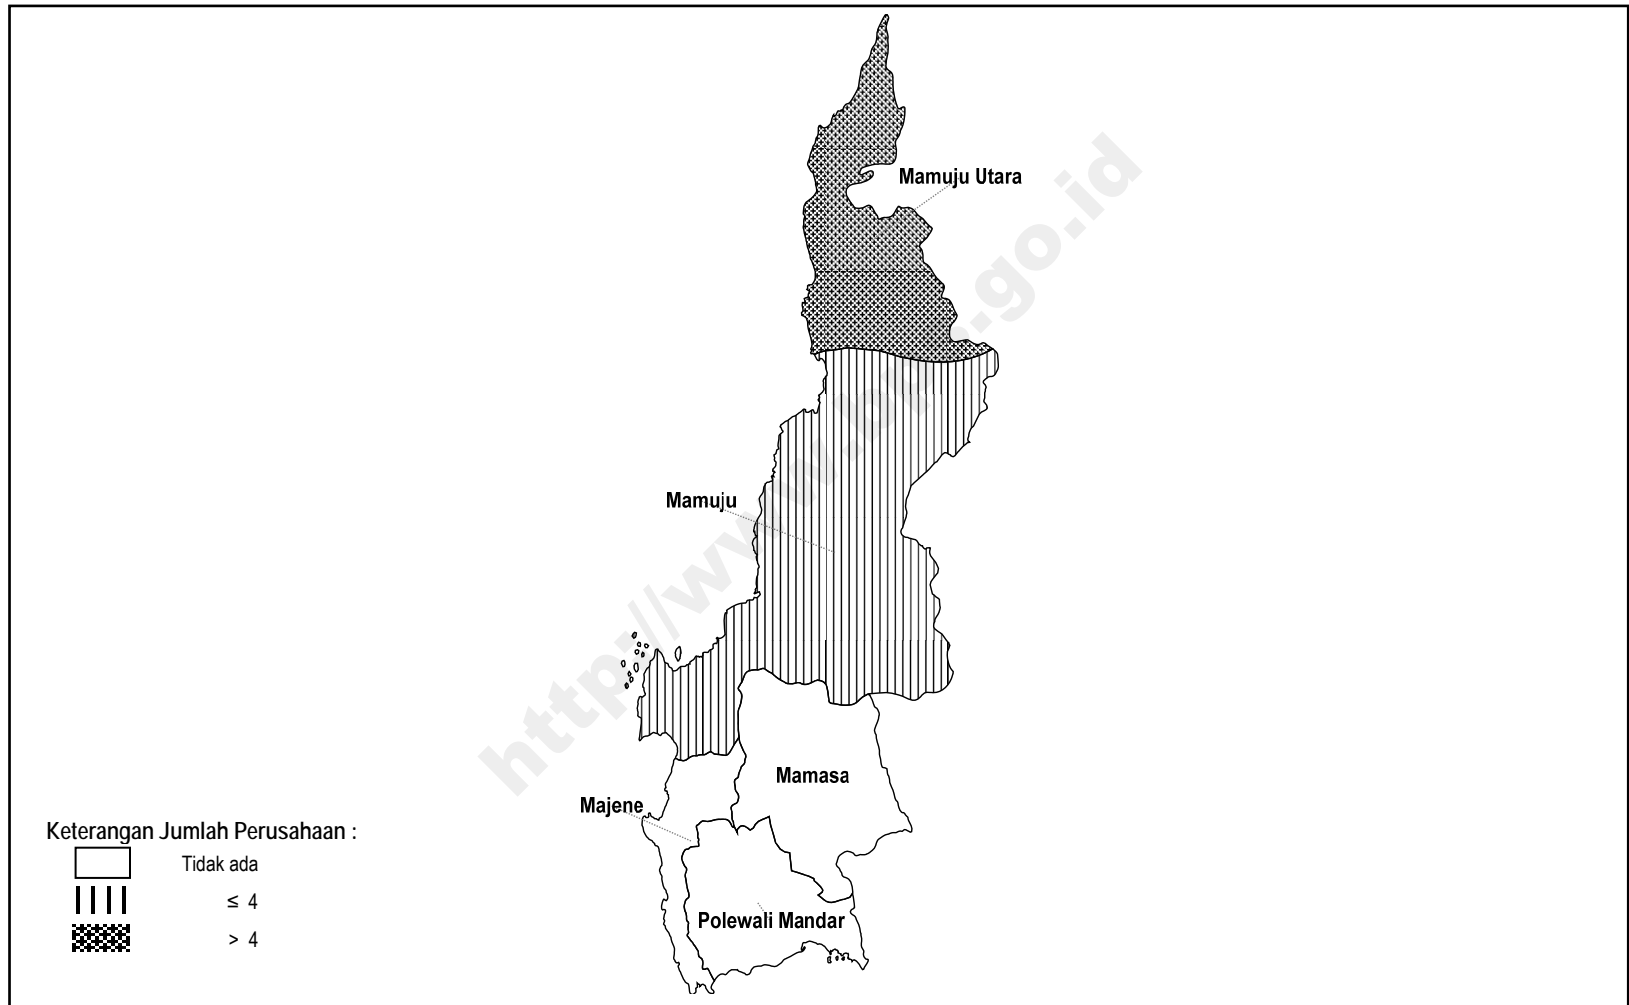 Mamuju Utara
Mamuju
Mamasa
Majene
Polewali Mandar
Keterangan Jumlah Perusahaan :
Tidak ada
≤ 4
> 4
http://www.bps.go.id